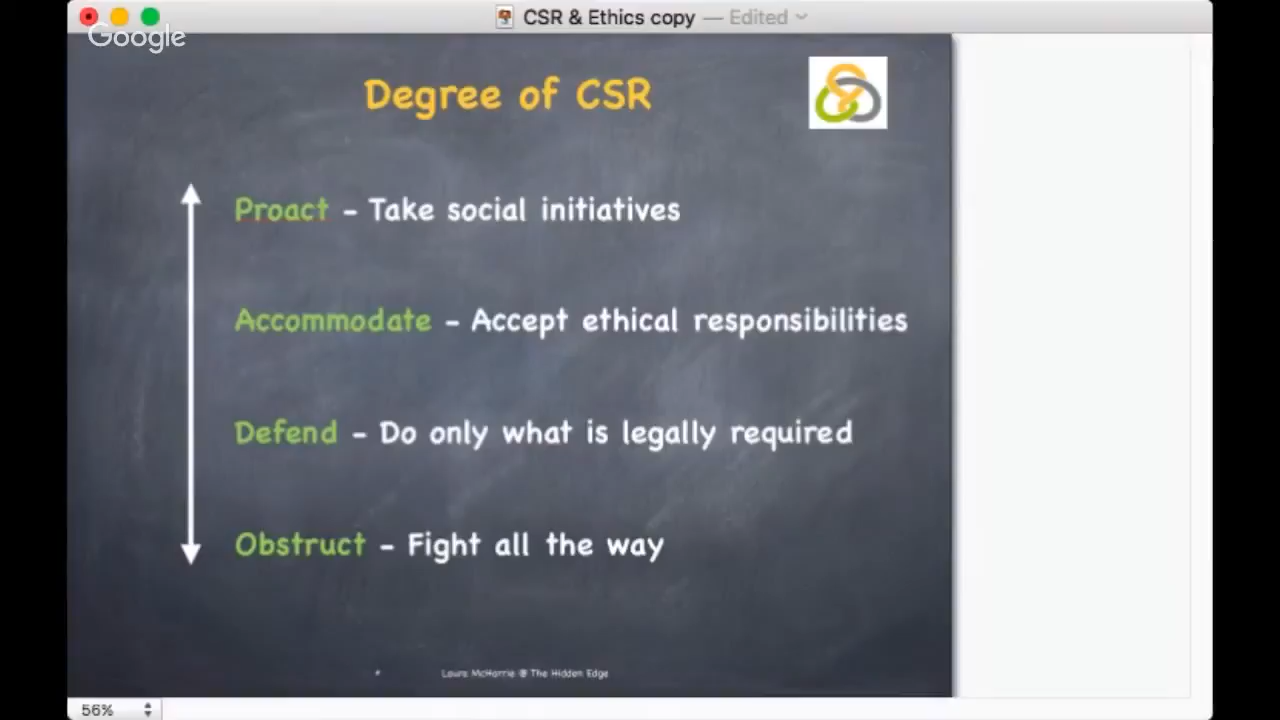 CSR & Ethics copy — Edited
Google
Degree of CSR
Proact - Take social initiatives
Accommodate - Accept ethical responsibilities
Defend - Do only what is legally required
Obstruct - Fight all the way
Laura McHarrie @ The Hidden Edge
56%